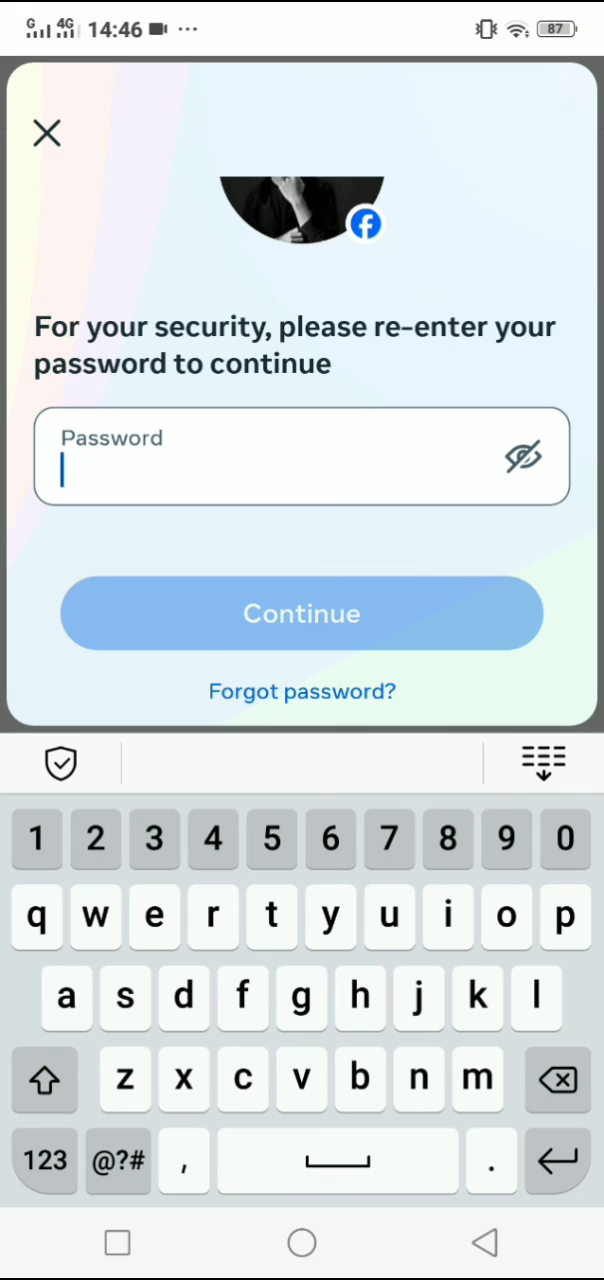 G 4G 14:46 ... 87
For your security, please re-enter your
password to continue
Password
Continue
Forgot password?
1 2 3 4 5 6 7 8 9 0
q w e r t y u i o p
a s d f g h j k l
z x c v b n m
123 @?# , .